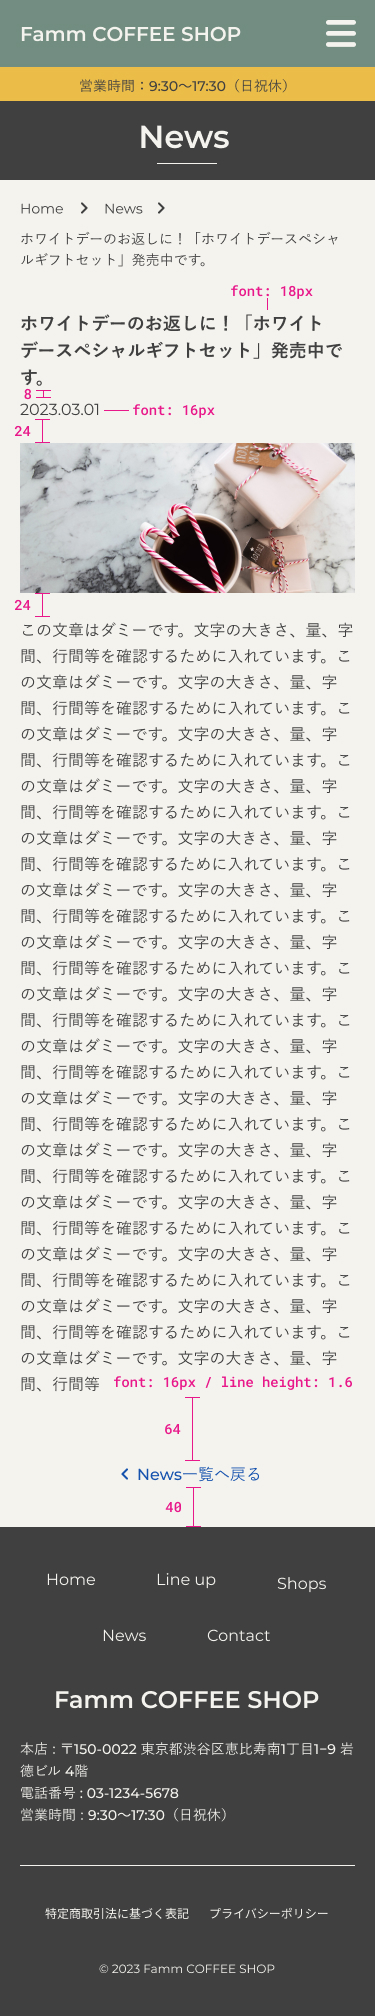 Famm COFFEE SHOP
営業時間：9:30〜17:30（日祝休）
News
Home > News >
ホワイトデーのお返しに！「ホワイトデースペシャ
ルギフトセット」発売中です。
font: 18px
ホワイトデーのお返しに！「ホワイト
デースペシャルギフトセット」発売中で
す。
8
2023.03.01
font: 16px
24
24
この文章はダミーです。文字の大きさ、量、字
間、行間等を確認するために入れています。こ
の文章はダミーです。文字の大きさ、量、字
間、行間等を確認するために入れています。こ
の文章はダミーです。文字の大きさ、量、字
間、行間等を確認するために入れています。こ
の文章はダミーです。文字の大きさ、量、字
間、行間等を確認するために入れています。こ
の文章はダミーです。文字の大きさ、量、字
間、行間等を確認するために入れています。こ
の文章はダミーです。文字の大きさ、量、字
間、行間等を確認するために入れています。こ
の文章はダミーです。文字の大きさ、量、字
間、行間等を確認するために入れています。こ
の文章はダミーです。文字の大きさ、量、字
間、行間等を確認するために入れています。こ
の文章はダミーです。文字の大きさ、量、字
間、行間等を確認するために入れています。こ
の文章はダミーです。文字の大きさ、量、字
間、行間等を確認するために入れています。こ
の文章はダミーです。文字の大きさ、量、字
間、行間等を確認するために入れています。こ
の文章はダミーです。文字の大きさ、量、字
間、行間等を確認するために入れています。こ
の文章はダミーです。文字の大きさ、量、字
間、行間等を確認するために入れています。こ
の文章はダミーです。文字の大きさ、量、字
間、行間等を確認するために入れています。こ
の文章はダミーです。文字の大きさ、量、字
間、行間等
font: 16px / line height: 1.6
64
News一覧へ戻る
40
Home Line up Shops
News Contact
Famm COFFEE SHOP
本店 : 〒150-0022 東京都渋谷区恵比寿南1丁目1−9 岩
徳ビル 4階
電話番号 : 03-1234-5678
営業時間 : 9:30〜17:30（日祝休）
特定商取引法に基づく表記 プライバシーポリシー
© 2023 Famm COFFEE SHOP